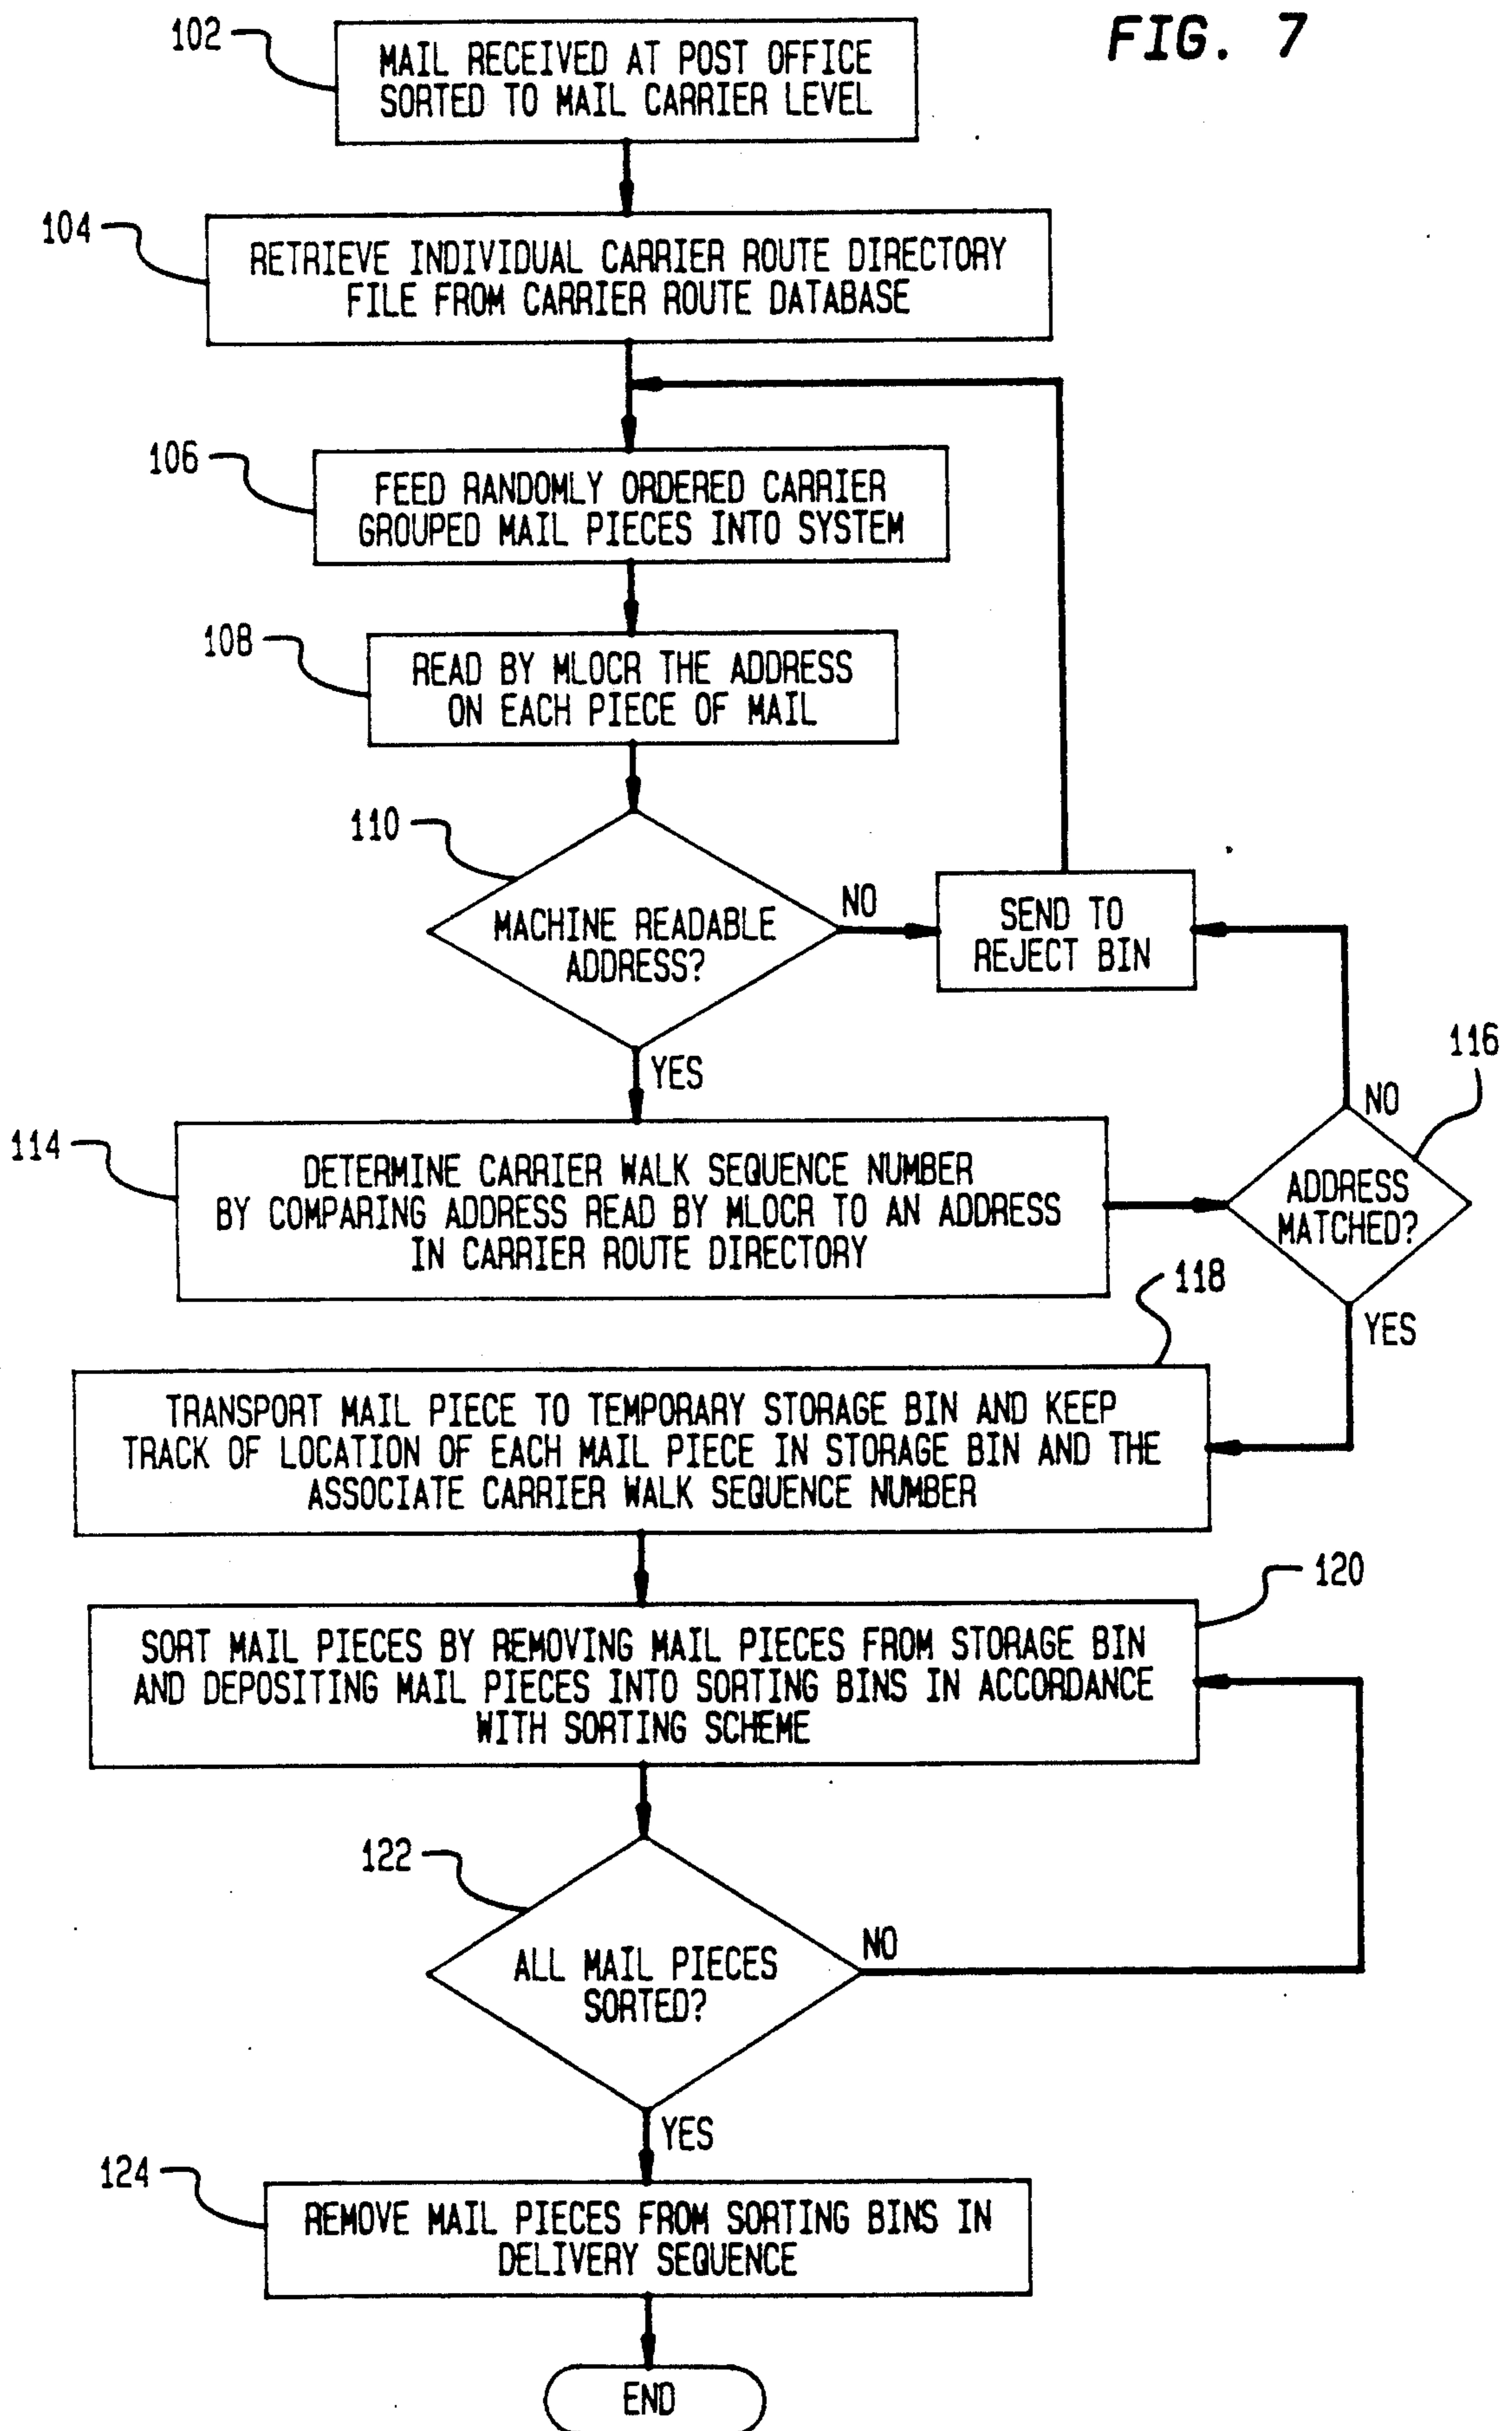 FIG. 7
102
MAIL RECEIVED AT POST OFFICE
SORTED TO MAIL CARRIER LEVEL
104
RETRIEVE INDIVIDUAL CARRIER ROUTE DIRECTORY
FILE FROM CARRIER ROUTE DATABASE
106
FEED RANDOMLY ORDERED CARRIER
GROUPED MAIL PIECES INTO SYSTEM
108
READ BY MLOCR THE ADDRESS
ON EACH PIECE OF MAIL
110
MACHINE READABLE
ADDRESS?
NO
SEND TO
REJECT BIN
YES
114
DETERMINE CARRIER WALK SEQUENCE NUMBER
BY COMPARING ADDRESS READ BY MLOCR TO AN ADDRESS
IN CARRIER ROUTE DIRECTORY
116
NO
ADDRESS
MATCHED?
YES
118
TRANSPORT MAIL PIECE TO TEMPORARY STORAGE BIN AND KEEP
TRACK OF LOCATION OF EACH MAIL PIECE IN STORAGE BIN AND THE
ASSOCIATE CARRIER WALK SEQUENCE NUMBER
120
SORT MAIL PIECES BY REMOVING MAIL PIECES FROM STORAGE BIN
AND DEPOSITING MAIL PIECES INTO SORTING BINS IN ACCORDANCE
WITH SORTING SCHEME
122
ALL MAIL PIECES
SORTED?
NO
YES
124
REMOVE MAIL PIECES FROM SORTING BINS IN
DELIVERY SEQUENCE
END